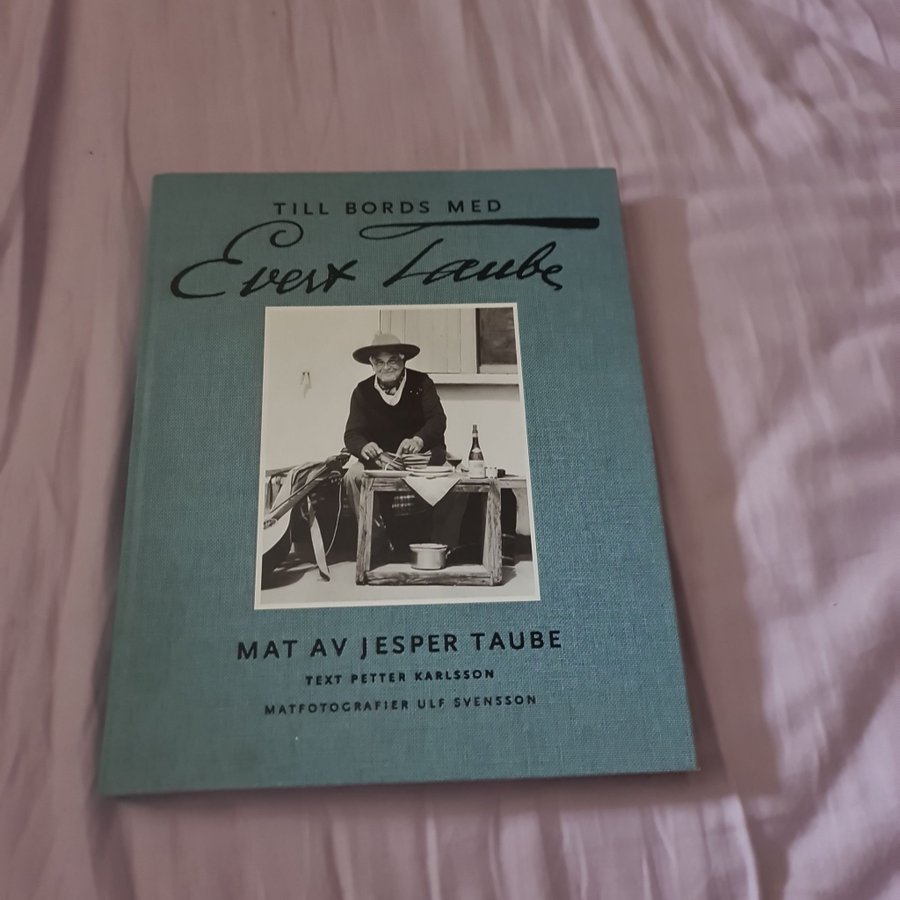 TILL BORDS MED
Evert Taube
MAT AV JESPER TAUBE
TEXT PETTER KARLSSON
MATFOTOGRAFIER ULF SVENSSON